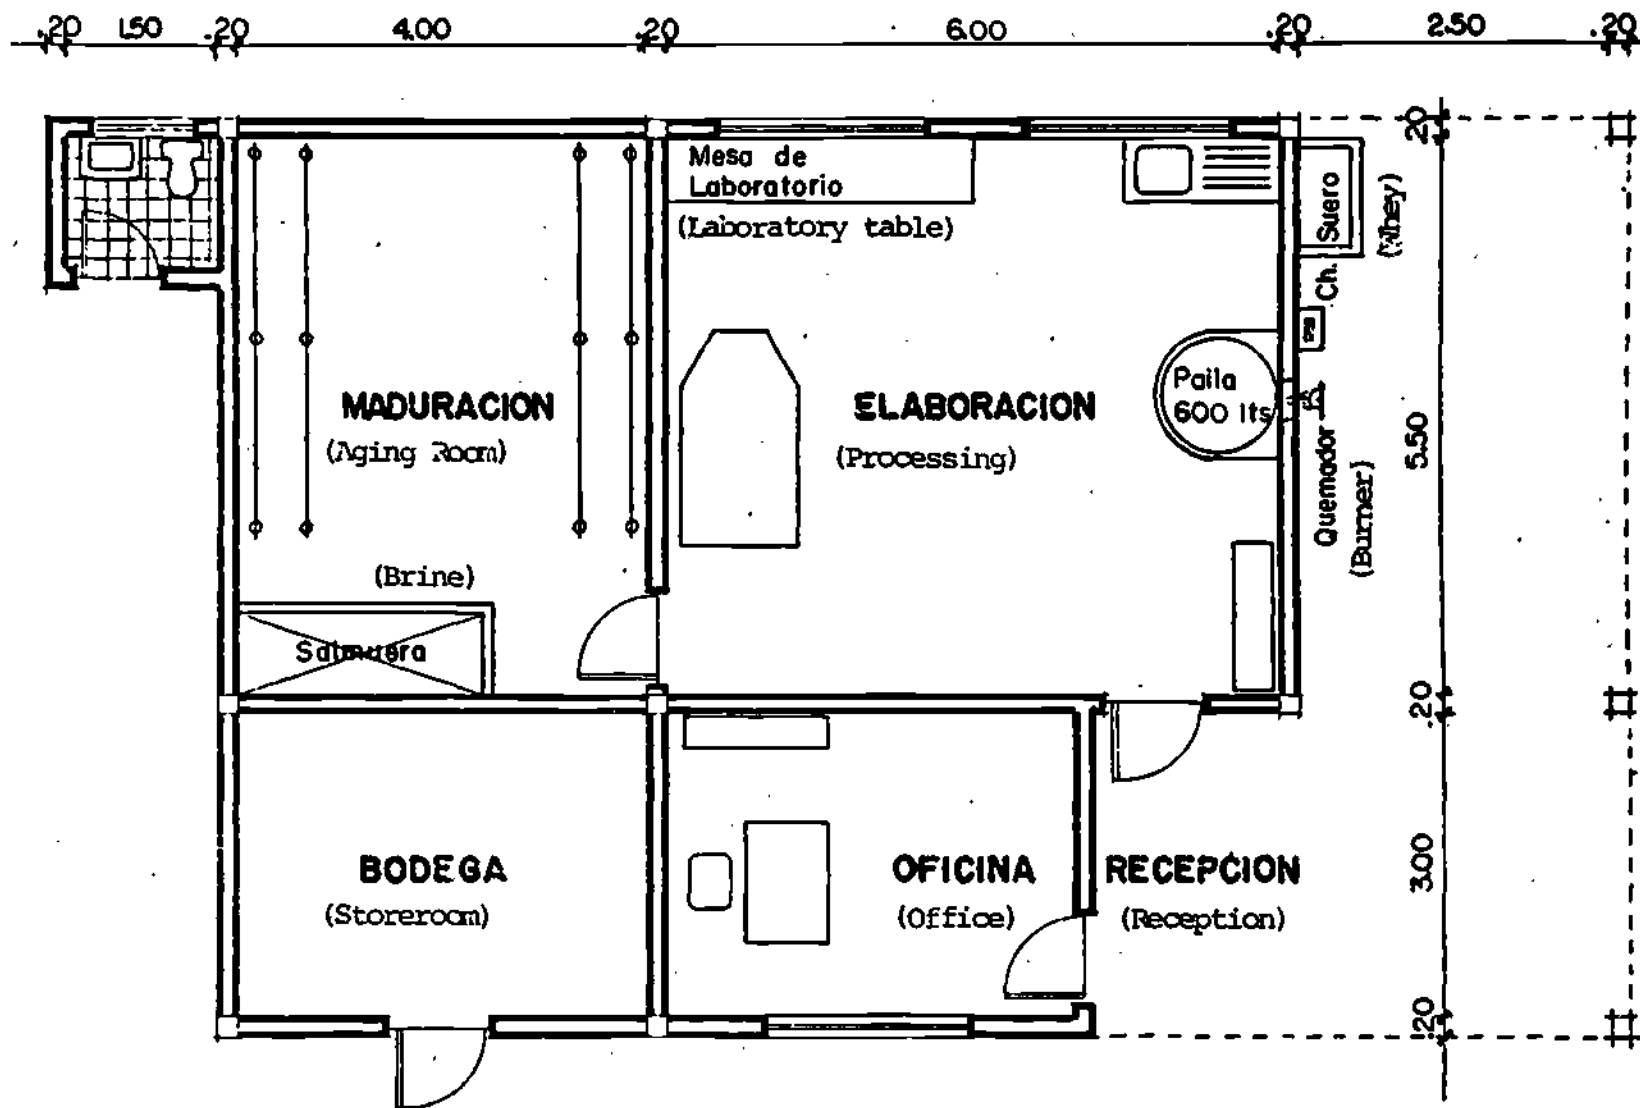 .20 1.50 .20 4.00 .20 6.00 .20 2.50 .20
Mesa de
Laboratorio
(Laboratory table)
Suero
(Whey)
Ch.
.20
MADURACION
(Aging Room)
ELABORACION
(Processing)
Paila
600 lts
Quemador
(Burner)
5.50
(Brine)
Salmuera
.20
BODEGA
(Storeroom)
OFICINA
(Office)
RECEPCION
(Reception)
3.00
.20